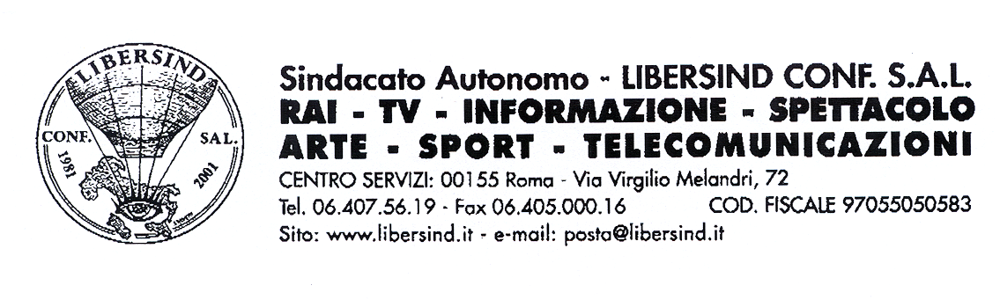 LIBERSIND
CONF. SAL.
1981 2001
Sindacato Autonomo - LIBERSIND CONF. S.A.L.
RAI - TV - INFORMAZIONE - SPETTACOLO
ARTE - SPORT - TELECOMUNICAZIONI
CENTRO SERVIZI: 00155 Roma - Via Virgilio Melandri, 72
Tel. 06.407.56.19 - Fax 06.405.000.16 COD. FISCALE 97055050583
Sito: www.libersind.it - e-mail: posta@libersind.it